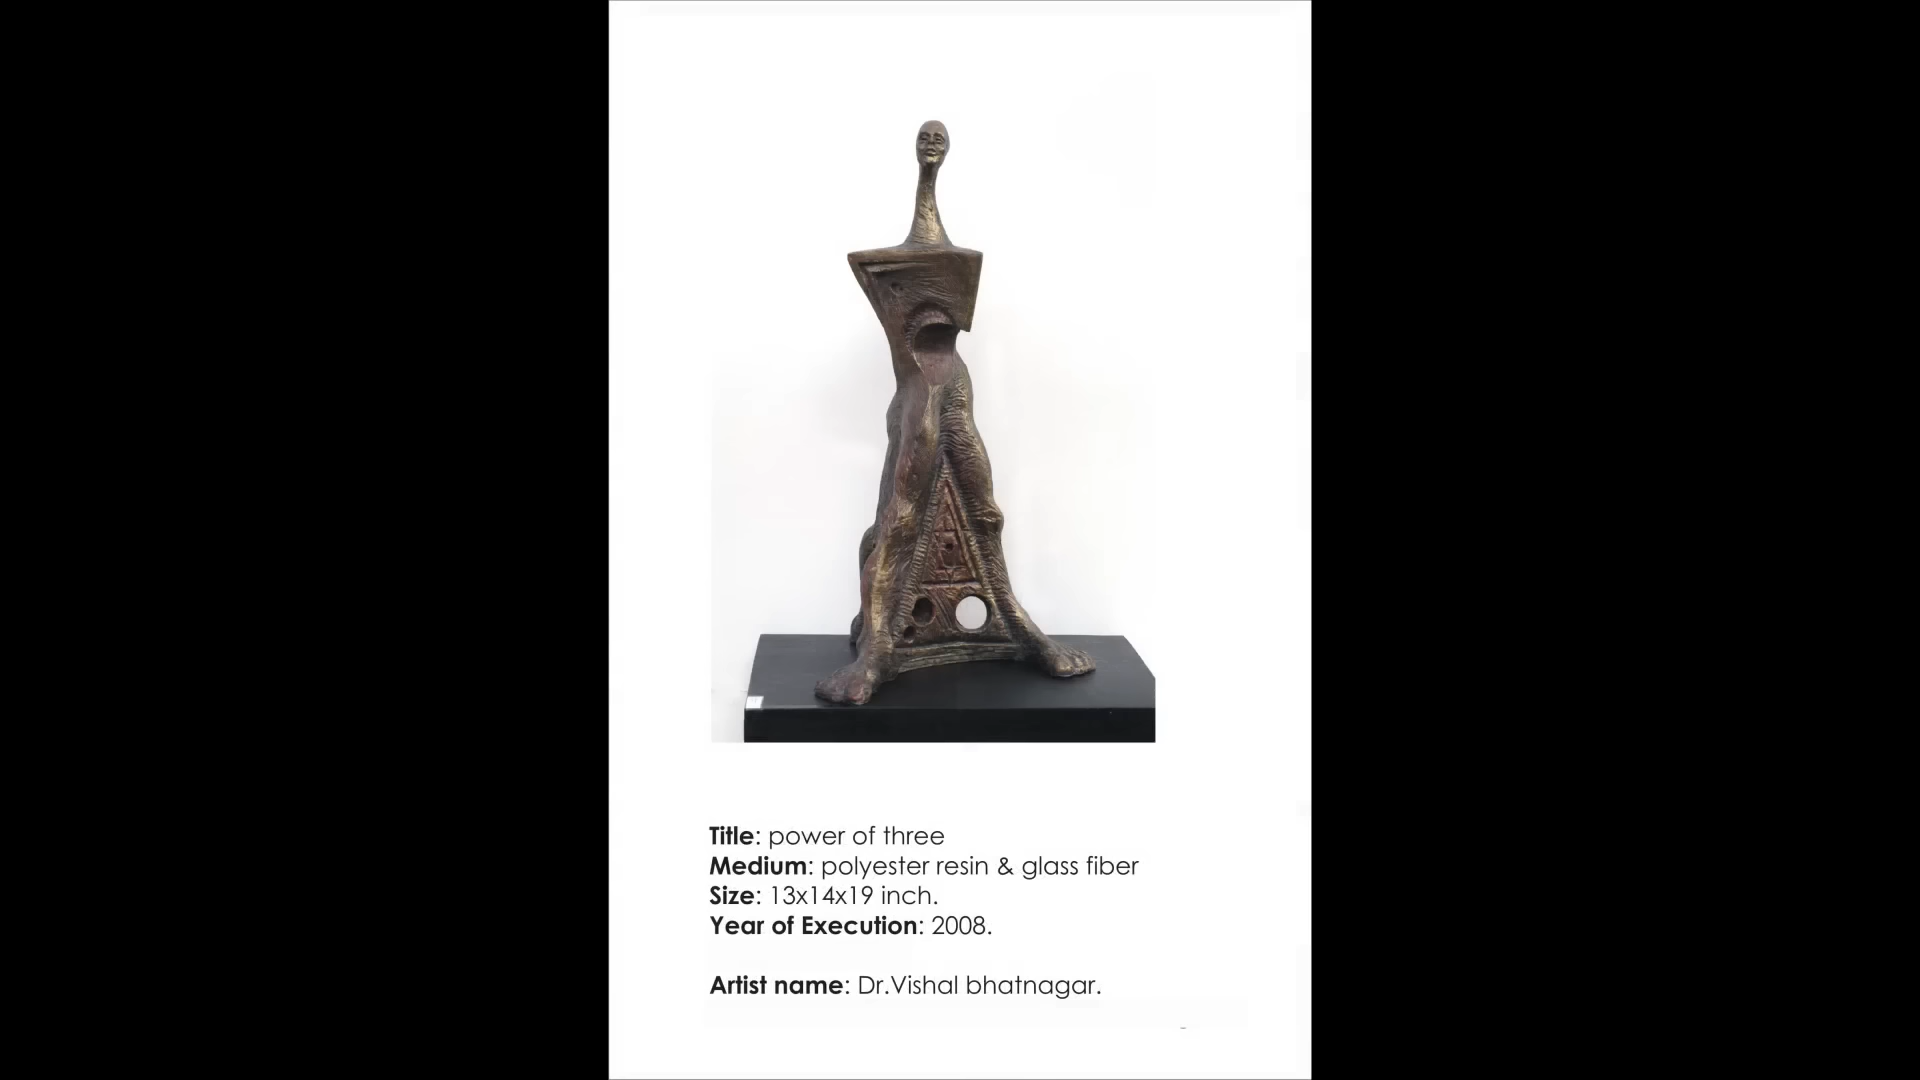 Title: power of three
Medium: polyester resin & glass fiber
Size: 13x14x19 inch.
Year of Execution: 2008.
Artist name: Dr.Vishal bhatnagar.